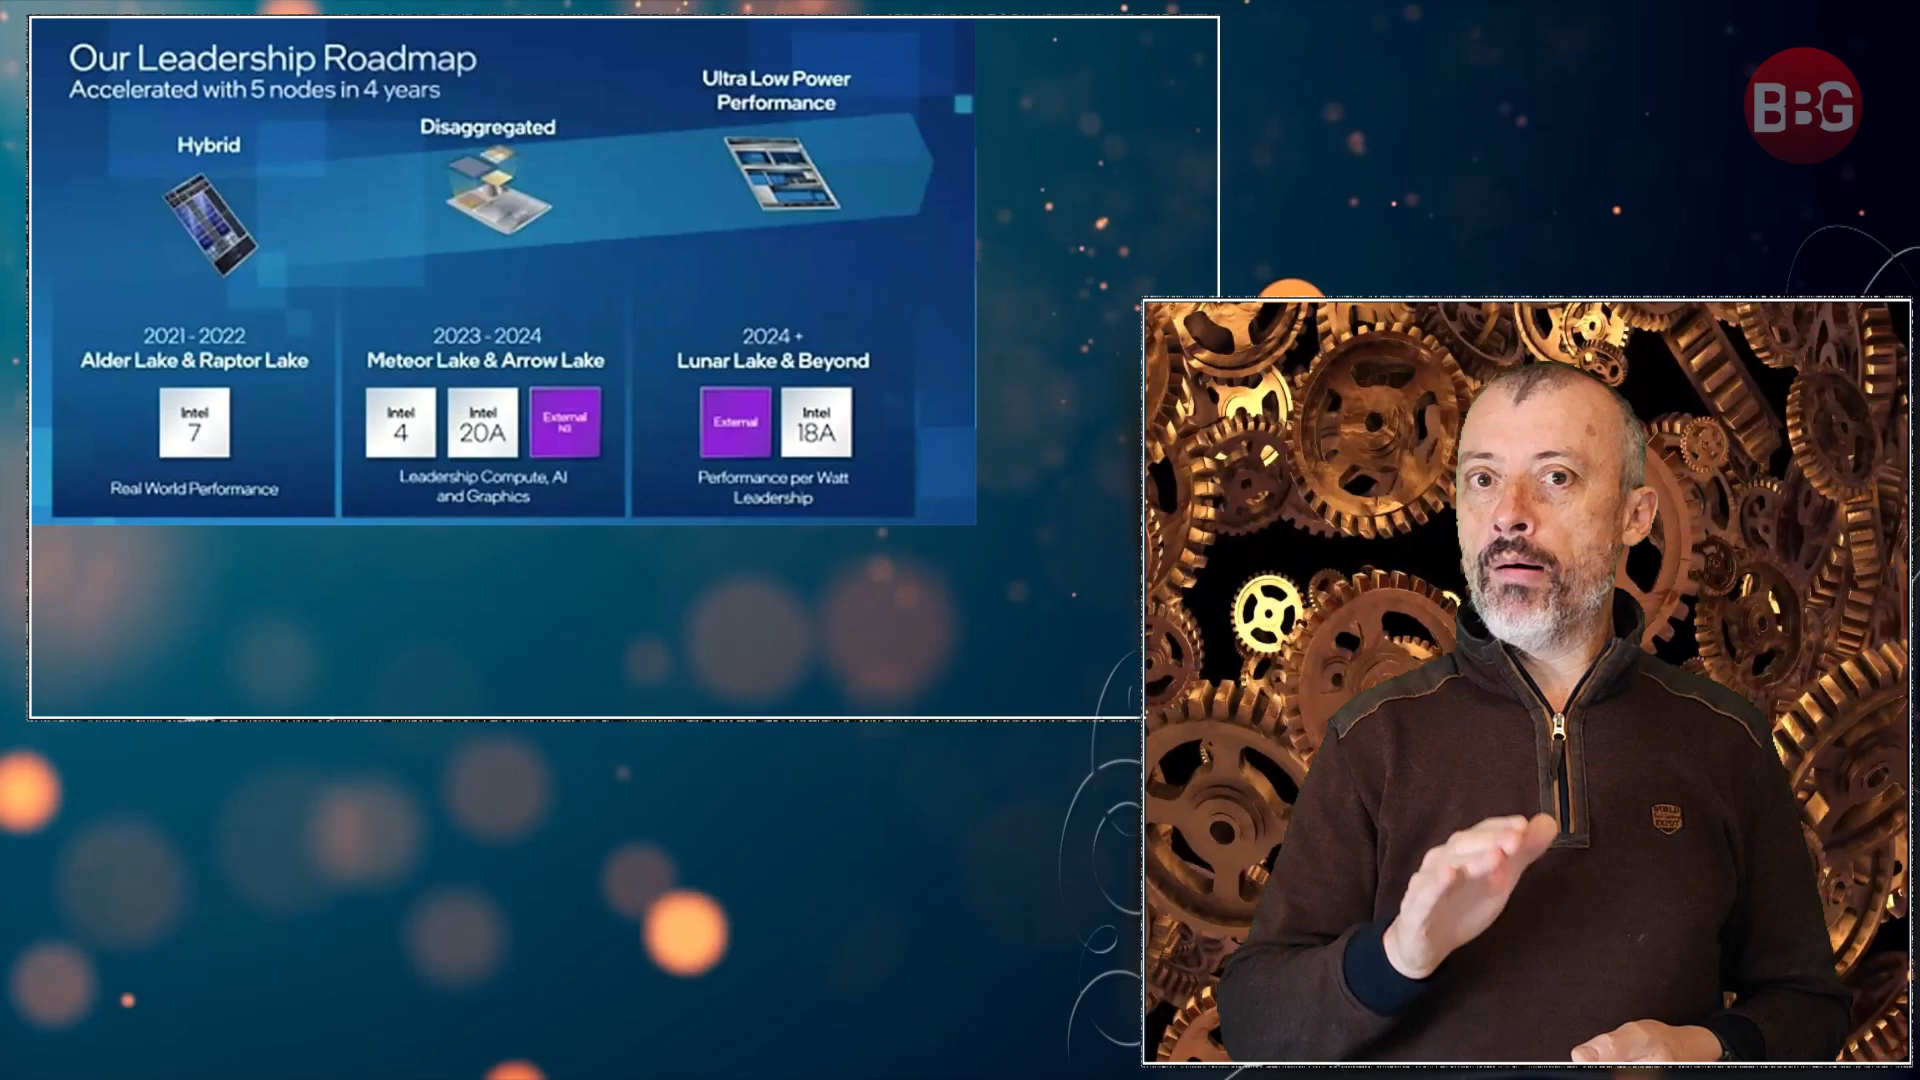 Our Leadership Roadmap
Accelerated with 5 nodes in 4 years
Hybrid
Disaggregated
Ultra Low Power
Performance
2021 - 2022
Alder Lake & Raptor Lake
Intel
7
Real World Performance
2023 - 2024
Meteor Lake & Arrow Lake
Intel
4
Intel
20A
External
N3
Leadership Compute, AI
and Graphics
2024 +
Lunar Lake & Beyond
External
Intel
18A
Performance per Watt
Leadership
BBG
WORLD